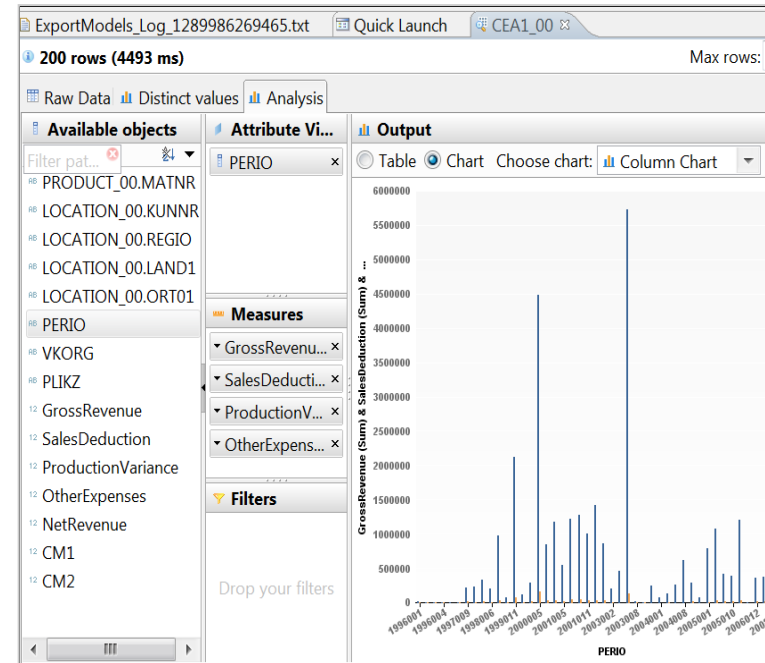 ExportModels_Log_1289986269465.txt Quick Launch CEA1_00
200 rows (4493 ms) Max rows:
Raw Data Distinct values Analysis
Available objects
Filter pat...
PRODUCT_00.MATNR
LOCATION_00.KUNNR
LOCATION_00.REGIO
LOCATION_00.LAND1
LOCATION_00.ORT01
PERIO
VKORG
PLIKZ
GrossRevenue
SalesDeduction
ProductionVariance
OtherExpenses
NetRevenue
CM1
CM2
Attribute Vi...
PERIO
Measures
GrossRevenu...
SalesDeducti...
ProductionV...
OtherExpens...
Filters
Drop your filters
Output
Table Chart Choose chart: Column Chart
GrossRevenue (Sum) & SalesDeduction (Sum) & ...
6000000
5500000
5000000
4500000
4000000
3500000
3000000
2500000
2000000
1500000
1000000
500000
0
1996001 1996004 1997009 1998006 1999011 2000005 2001005 2001011 2003002 2003008 2004001 2004008 2005001 2005010 2006012
PERIO